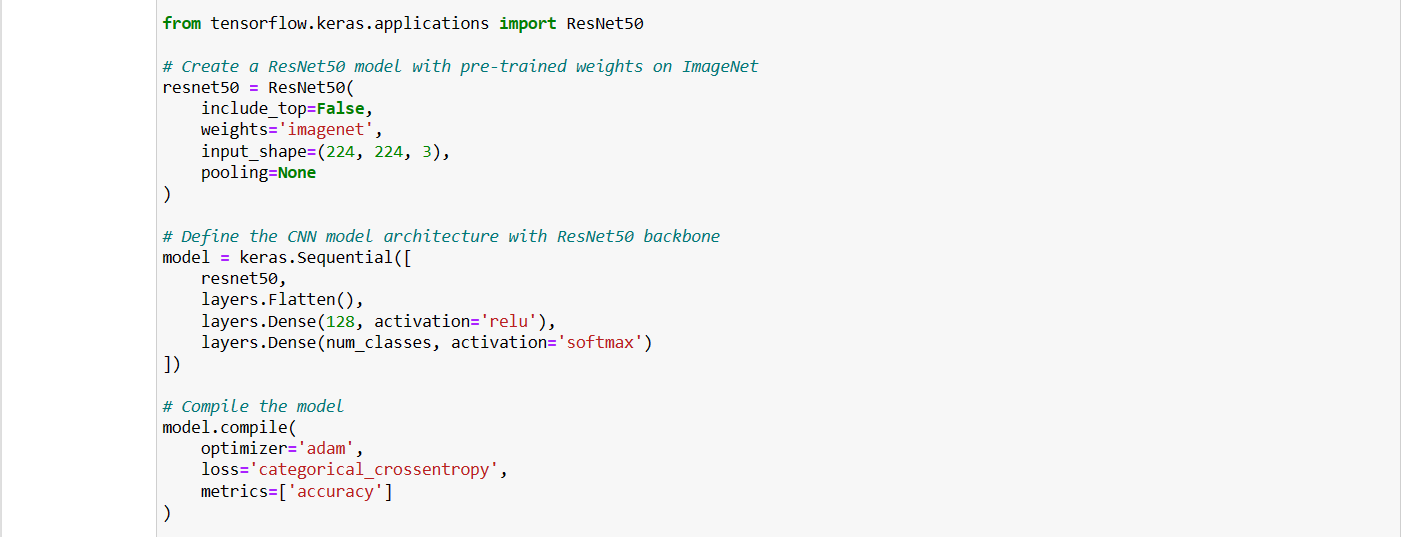 from tensorflow.keras.applications import ResNet50

# Create a ResNet50 model with pre-trained weights on ImageNet
resnet50 = ResNet50(
    include_top=False,
    weights='imagenet',
    input_shape=(224, 224, 3),
    pooling=None
)

# Define the CNN model architecture with ResNet50 backbone
model = keras.Sequential([
    resnet50,
    layers.Flatten(),
    layers.Dense(128, activation='relu'),
    layers.Dense(num_classes, activation='softmax')
])

# Compile the model
model.compile(
    optimizer='adam',
    loss='categorical_crossentropy',
    metrics=['accuracy']
)